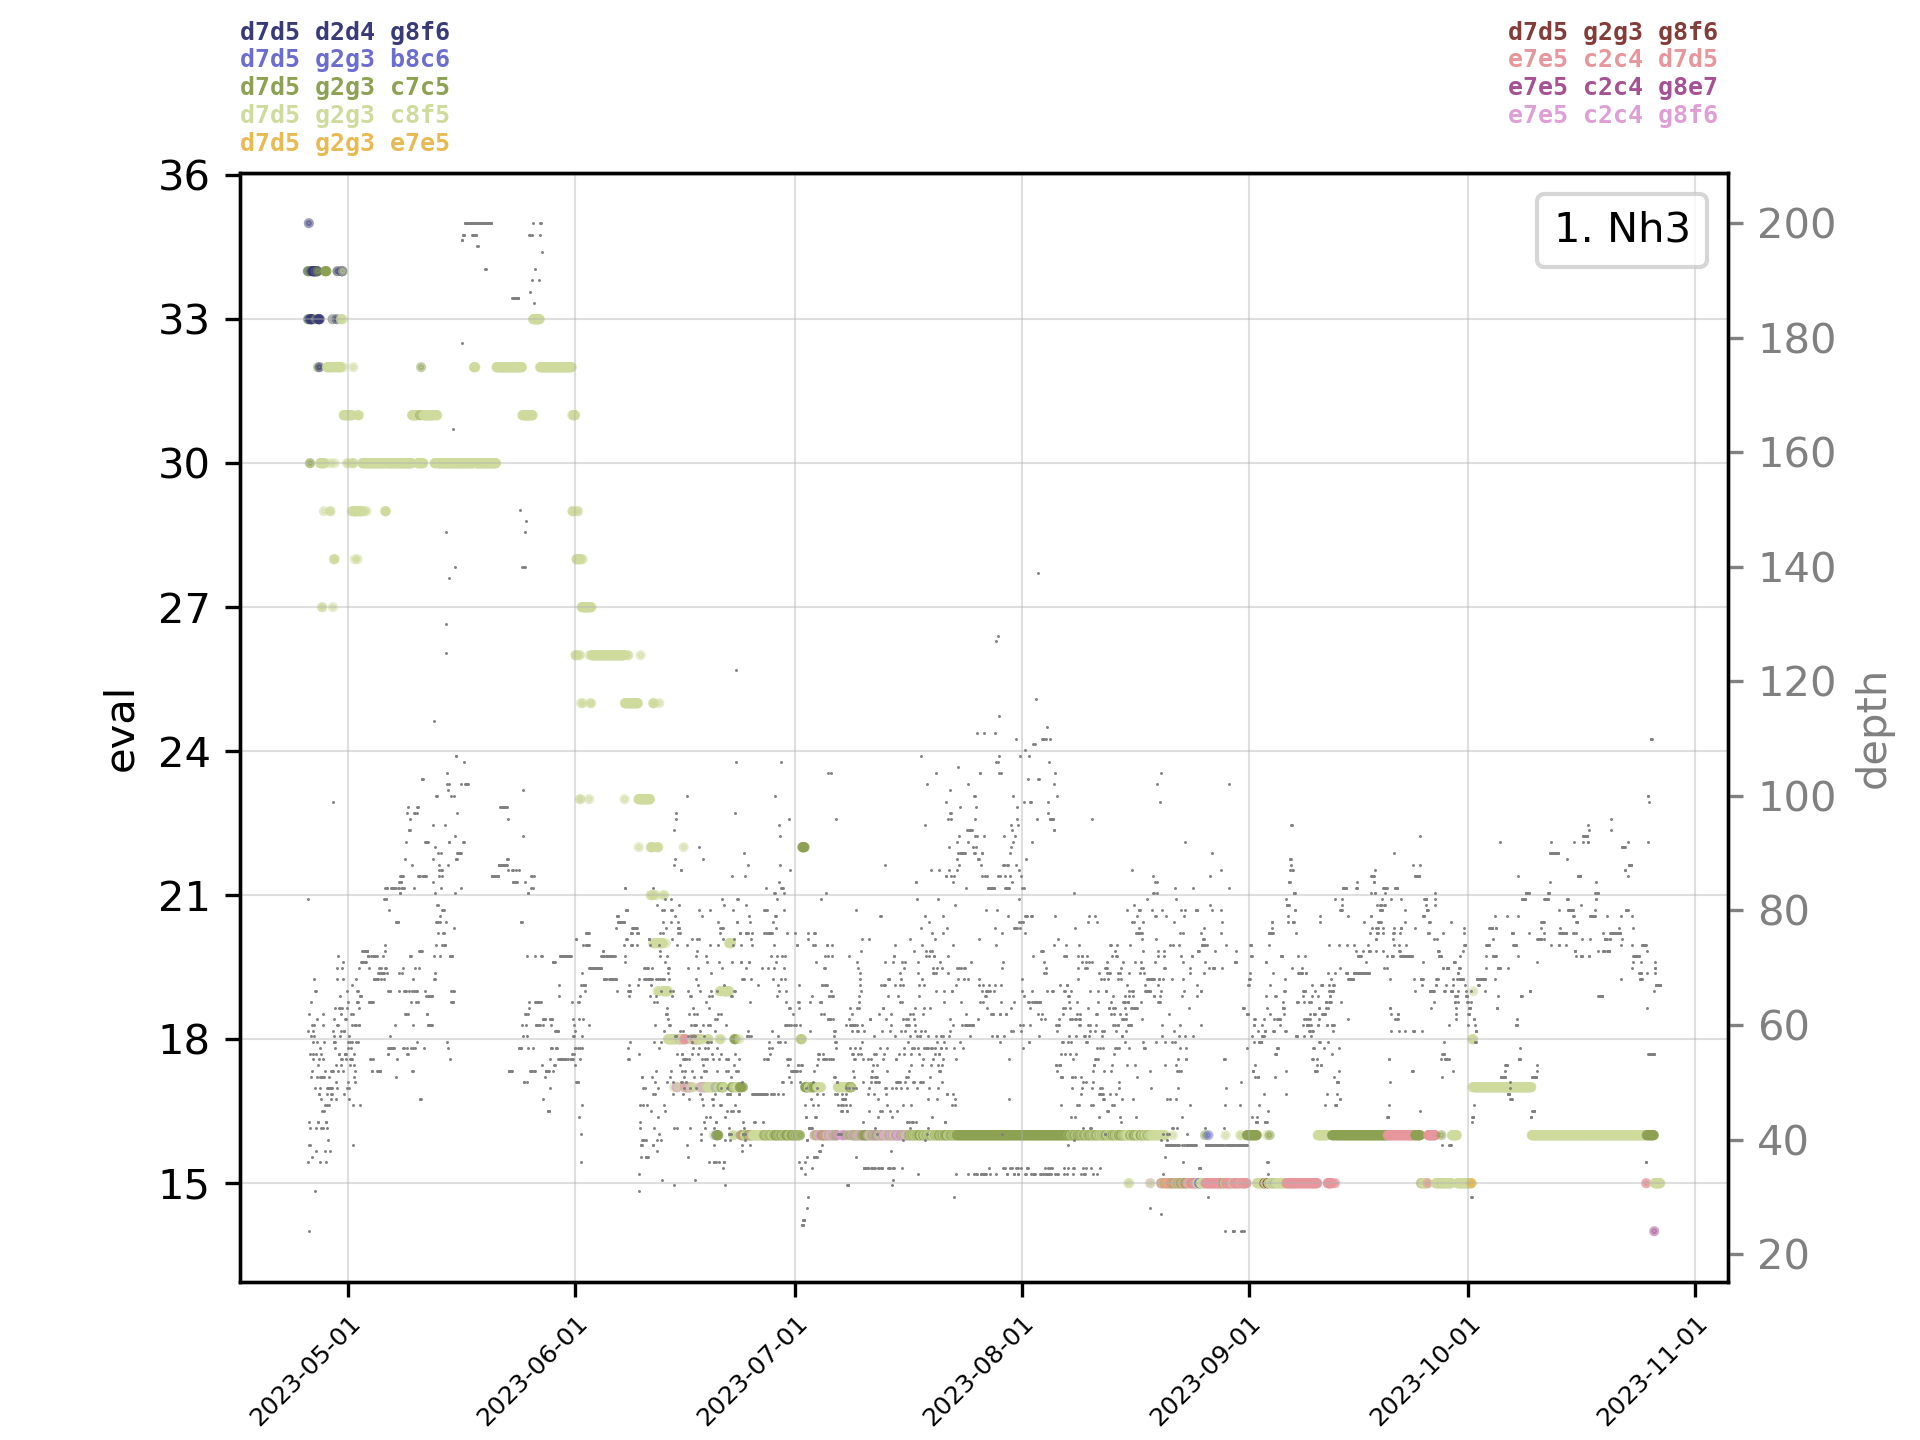 d7d5 d2d4 g8f6
d7d5 g2g3 b8c6
d7d5 g2g3 c7c5
d7d5 g2g3 c8f5
d7d5 g2g3 e7e5
d7d5 g2g3 g8f6
e7e5 c2c4 d7d5
e7e5 c2c4 g8e7
e7e5 c2c4 g8f6
1. Nh3
eval
36
33
30
27
24
21
18
15
200
180
160
140
120
100
80
60
40
20
depth
2023-05-01
2023-06-01
2023-07-01
2023-08-01
2023-09-01
2023-10-01
2023-11-01